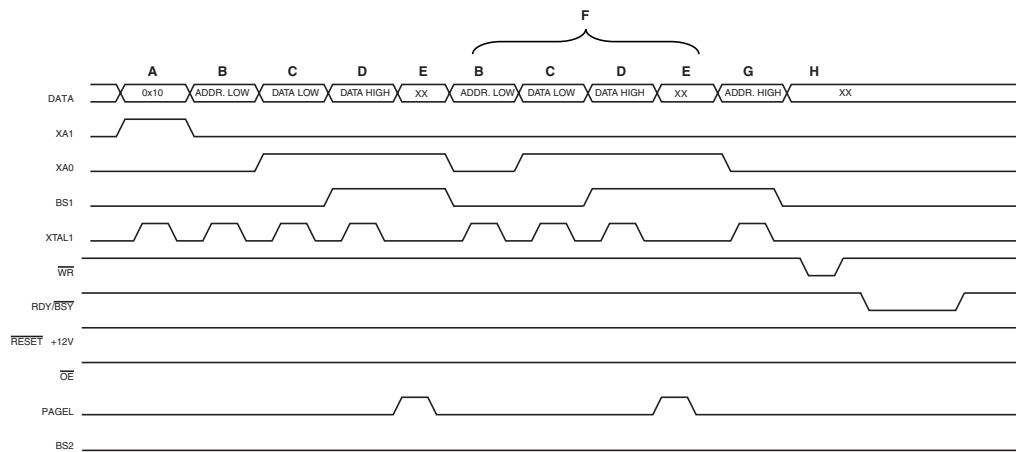 F
A B C D E B C D E G H
DATA 0x10 ADDR. LOW DATA LOW DATA HIGH XX ADDR. LOW DATA LOW DATA HIGH XX ADDR. HIGH XX
XA1
XA0
BS1
XTAL1
WR
RDY/BSY
RESET +12V
OE
PAGEL
BS2